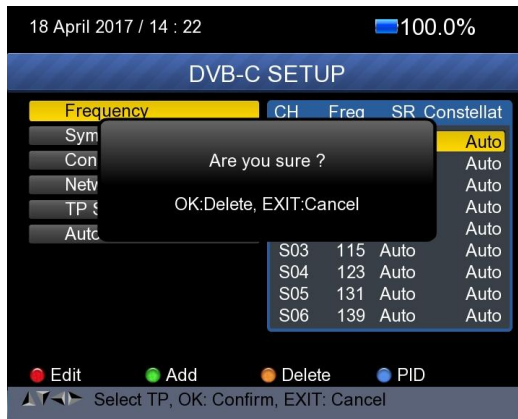 18 April 2017 / 14 : 22 100.0%
DVB-C SETUP
Frequency
CH Freq SR Constellat
Auto
Auto
Auto
Auto
Auto
Are you sure ?
OK:Delete, EXIT:Cancel
S03 115 Auto Auto
S04 123 Auto Auto
S05 131 Auto Auto
S06 139 Auto Auto
Edit Add Delete PID
Select TP, OK: Confirm, EXIT: Cancel